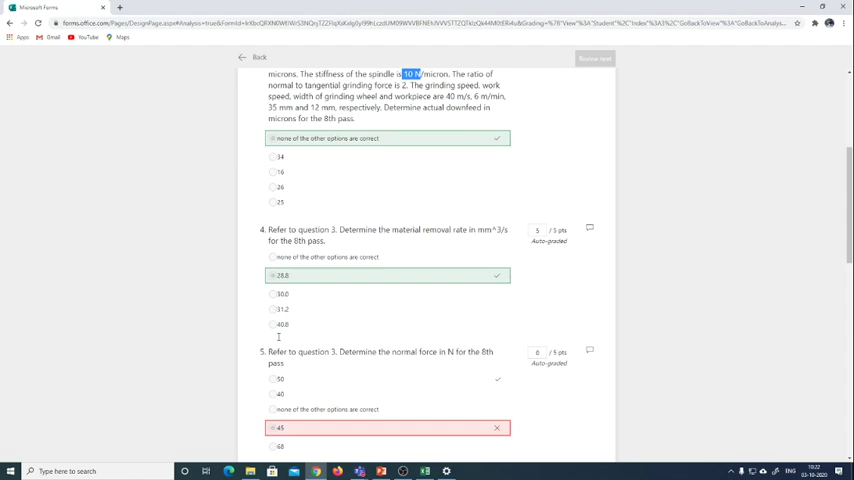 Microsoft Forms
Apps
Gmail
YouTube
Maps
Back
Review next
microns. The stiffness of the spindle is 10 N/micron. The ratio of
normal to tangential grinding force is 2. The grinding speed, work
speed, width of grinding wheel and workpiece are 40 m/s, 6 m/min,
35 mm and 12 mm, respectively. Determine actual downfeed in
microns for the 8th pass.
none of the other options are correct
34
16
26
25
4. Refer to question 3. Determine the material removal rate in mm^3/s
for the 8th pass.
5 / 5 pts
Auto-graded
none of the other options are correct
28.8
30.0
31.2
40.8
5. Refer to question 3. Determine the normal force in N for the 8th
pass
0 / 5 pts
Auto-graded
50
40
none of the other options are correct
45
68
Type here to search
ENG
10:22
03-10-2020